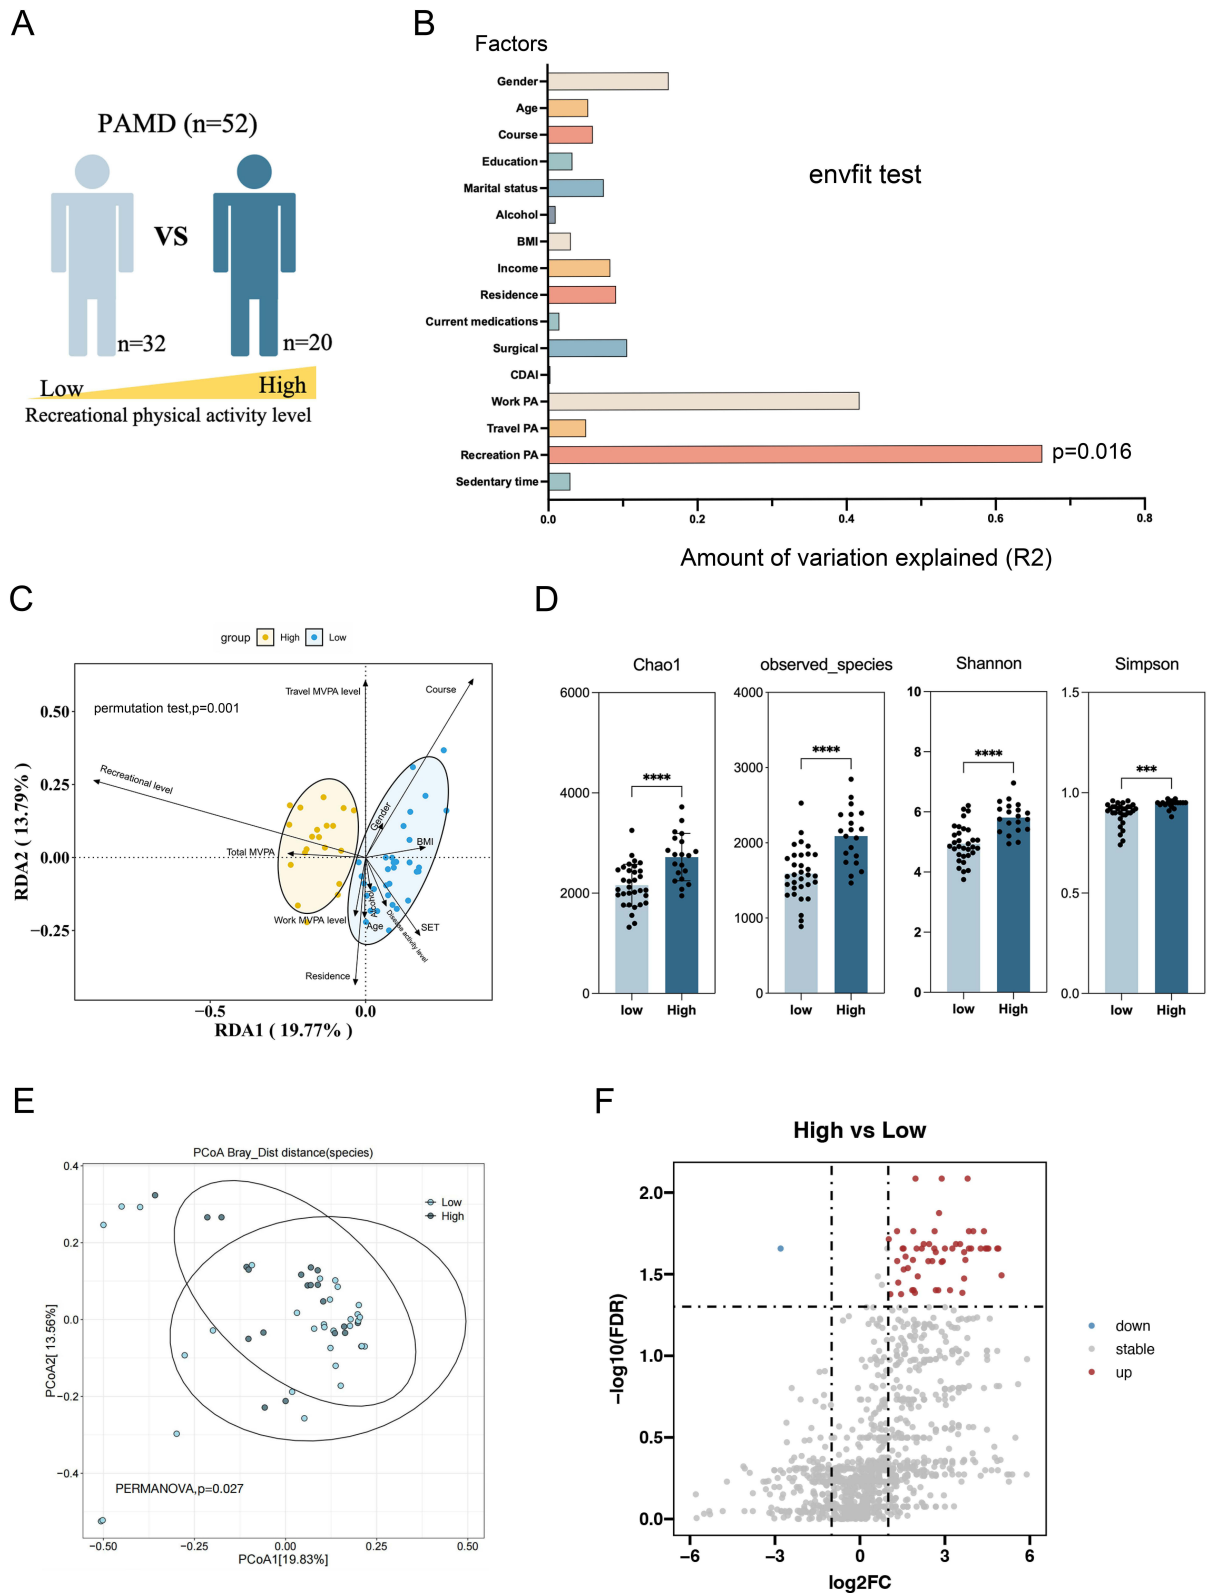 A
PAMD (n=52)
VS
n=32
n=20
Low
High
Recreational physical activity level
B
Factors
Gender
Age
Course
Education
Marital status
Alcohol
BMI
Income
Residence
Current medications
Surgical
CDAI
Work PA
Travel PA
Recreation PA
Sedentary time
envfit test
p=0.016
0.0
0.2
0.4
0.6
0.8
Amount of variation explained (R2)
C
group High Low
permutation test,p=0.001
Travel MVPA level
Course
Recreational level
Gender
BMI
Total MVPA
Work MVPA level
Alcohol
Age
Disease activity level
SET
Residence
0.50
0.25
0.00
−0.25
RDA2 ( 13.79% )
−0.5
0.0
RDA1 ( 19.77% )
D
Chao1
6000
4000
2000
0
****
low High
observed_species
4000
3000
2000
1000
0
****
low High
Shannon
10
8
6
4
2
0
****
low High
Simpson
1.5
1.0
0.5
0.0
***
low High
E
PCoA Bray_Dist distance(species)
Low
High
0.4
0.2
0.0
−0.2
−0.4
PCoA2[ 13.56%]
PERMANOVA,p=0.027
−0.50
−0.25
0.00
0.25
0.50
PCoA1[19.83%]
F
High vs Low
2.0
1.5
1.0
0.5
0.0
−log10(FDR)
down
stable
up
−6
−3
0
3
6
log2FC